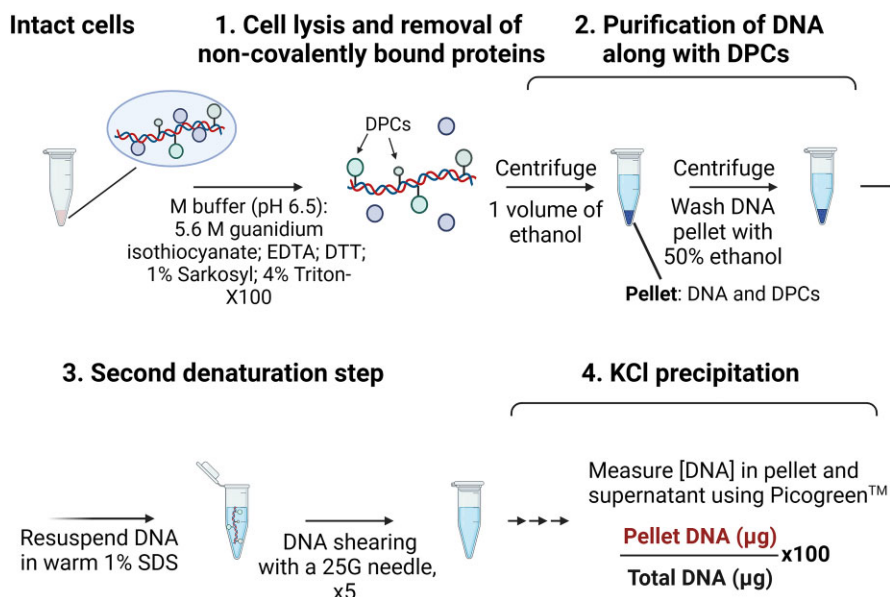 Intact cells
1. Cell lysis and removal of
non-covalently bound proteins
2. Purification of DNA
along with DPCs
DPCs
M buffer (pH 6.5):
5.6 M guanidium
isothiocyanate; EDTA; DTT;
1% Sarkosyl; 4% Triton-
X100
Centrifuge
1 volume of
ethanol
Centrifuge
Wash DNA
pellet with
50% ethanol
Pellet: DNA and DPCs
3. Second denaturation step
4. KCl precipitation
Resuspend DNA
in warm 1% SDS
DNA shearing
with a 25G needle,
x5
Measure [DNA] in pellet and
supernatant using Picogreen™
Pellet DNA (µg)
x100
Total DNA (µg)